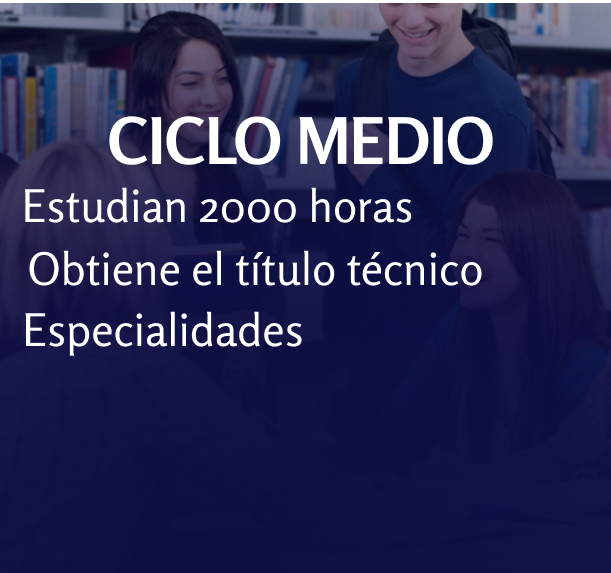 CICLO MEDIO
Estudian 2000 horas
Obtiene el título técnico
Especialidades